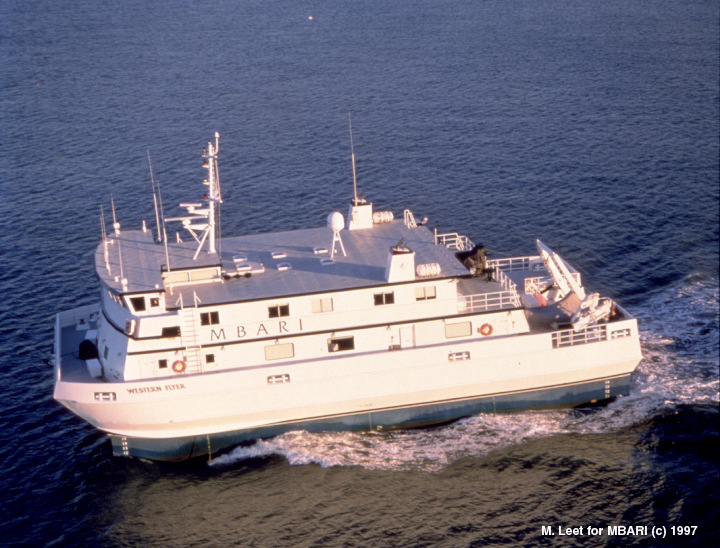 MBARI
WESTERN FLYER
M. Leet for MBARI (c) 1997